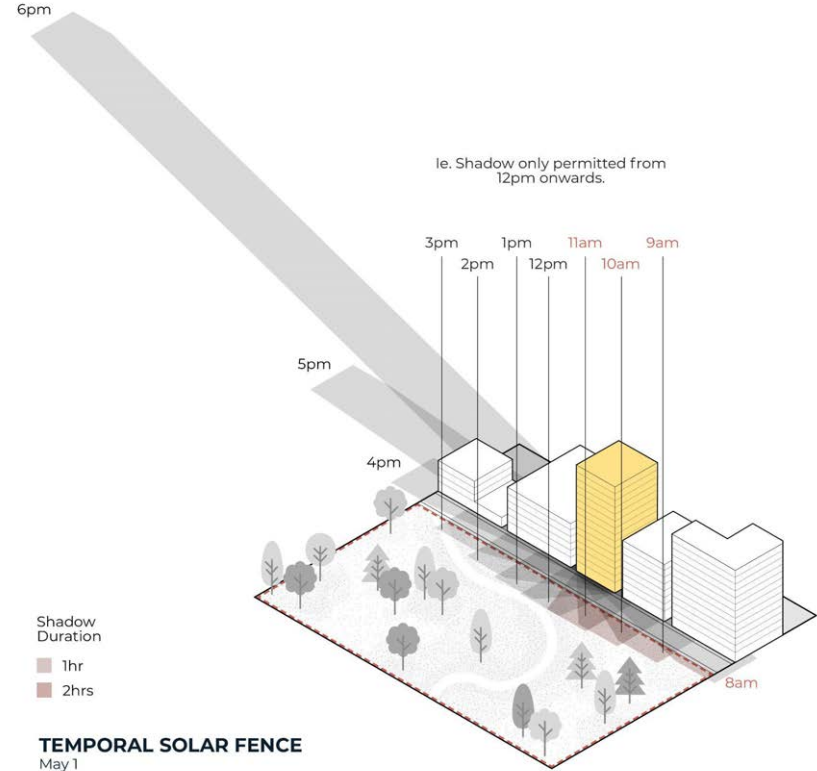 6pm
Ie. Shadow only permitted from
12pm onwards.
3pm
1pm
11am
9am
2pm
12pm
10am
5pm
4pm
8am
Shadow
Duration
1hr
2hrs
TEMPORAL SOLAR FENCE
May 1